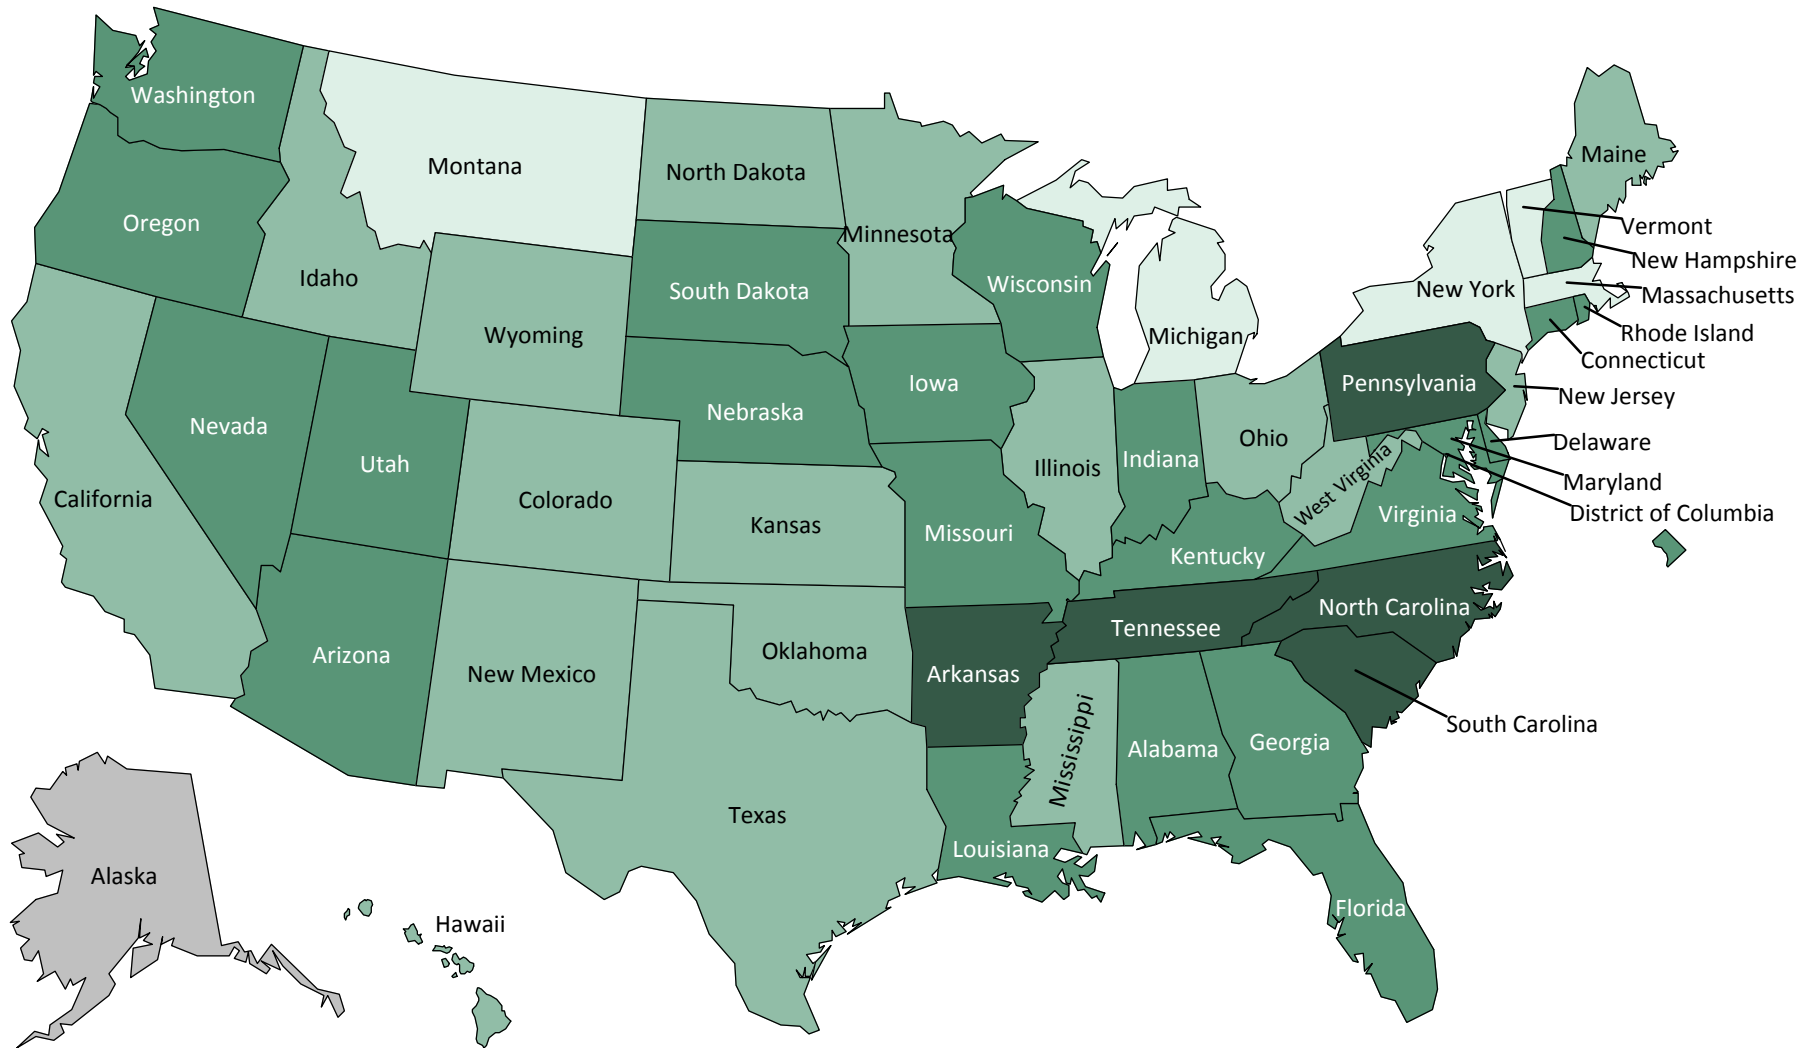 Washington
Montana
North Dakota
Minnesota
Maine
Oregon
Idaho
Vermont
New Hampshire
Massachusetts
Rhode Island
Connecticut
South Dakota
Wisconsin
New York
Michigan
Wyoming
Iowa
Pennsylvania
New Jersey
Nebraska
Nevada
Utah
Ohio
Delaware
Illinois
Indiana
Maryland
District of Columbia
California
Colorado
Kansas
Missouri
West Virginia
Virginia
Kentucky
North Carolina
Tennessee
Arizona
New Mexico
Oklahoma
Arkansas
South Carolina
Mississippi
Alabama
Georgia
Texas
Louisiana
Alaska
Hawaii
Florida